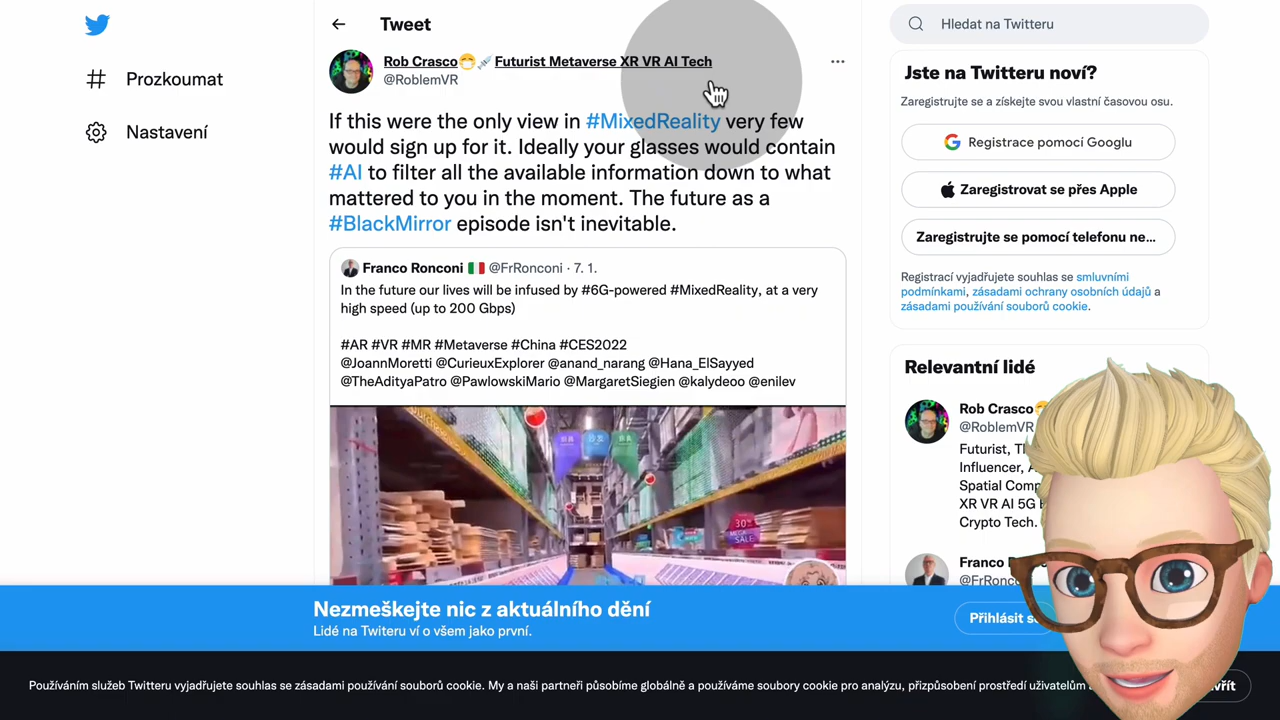 Tweet
Prozkoumat
Nastavení
Rob Crasco Futurist Metaverse XR VR AI Tech
@RoblemVR
If this were the only view in #MixedReality very few
would sign up for it. Ideally your glasses would contain
#AI to filter all the available information down to what
mattered to you in the moment. The future as a
#BlackMirror episode isn't inevitable.
Franco Ronconi @FrRonconi · 7. 1.
In the future our lives will be infused by #6G-powered #MixedReality, at a very
high speed (up to 200 Gbps)
#AR #VR #MR #Metaverse #China #CES2022
@JoannMoretti @CurieuxExplorer @anand_narang @Hana_ElSayyed
@TheAdityaPatro @PawlowskiMario @MargaretSiegien @kalydeoo @enilev
30%
MEGA
SALE
Hledat na Twitteru
Jste na Twitteru noví?
Zaregistrujte se a získejte svou vlastní časovou osu.
Registrace pomocí Googlu
Zaregistrovat se přes Apple
Zaregistrujte se pomocí telefonu ne...
Registrací vyjadřujete souhlas se smluvními
podmínkami, zásadami ochrany osobních údajů a
zásadami používání souborů cookie.
Relevantní lidé
Rob Crasco
@RoblemVR
Futurist,
Influencer,
Spatial
XR VR AI 5G
Crypto Tech.
Franco
Nezmeškejte nic z aktuálního dění
Lidé na Twiteru ví o všem jako první.
Přihlásit
Používáním služeb Twitteru vyjadřujete souhlas se zásadami používání souborů cookie. My a naši partneři působíme globálně a používáme soubory cookie pro analýzu, přizpůsobení prostředí uživatelům